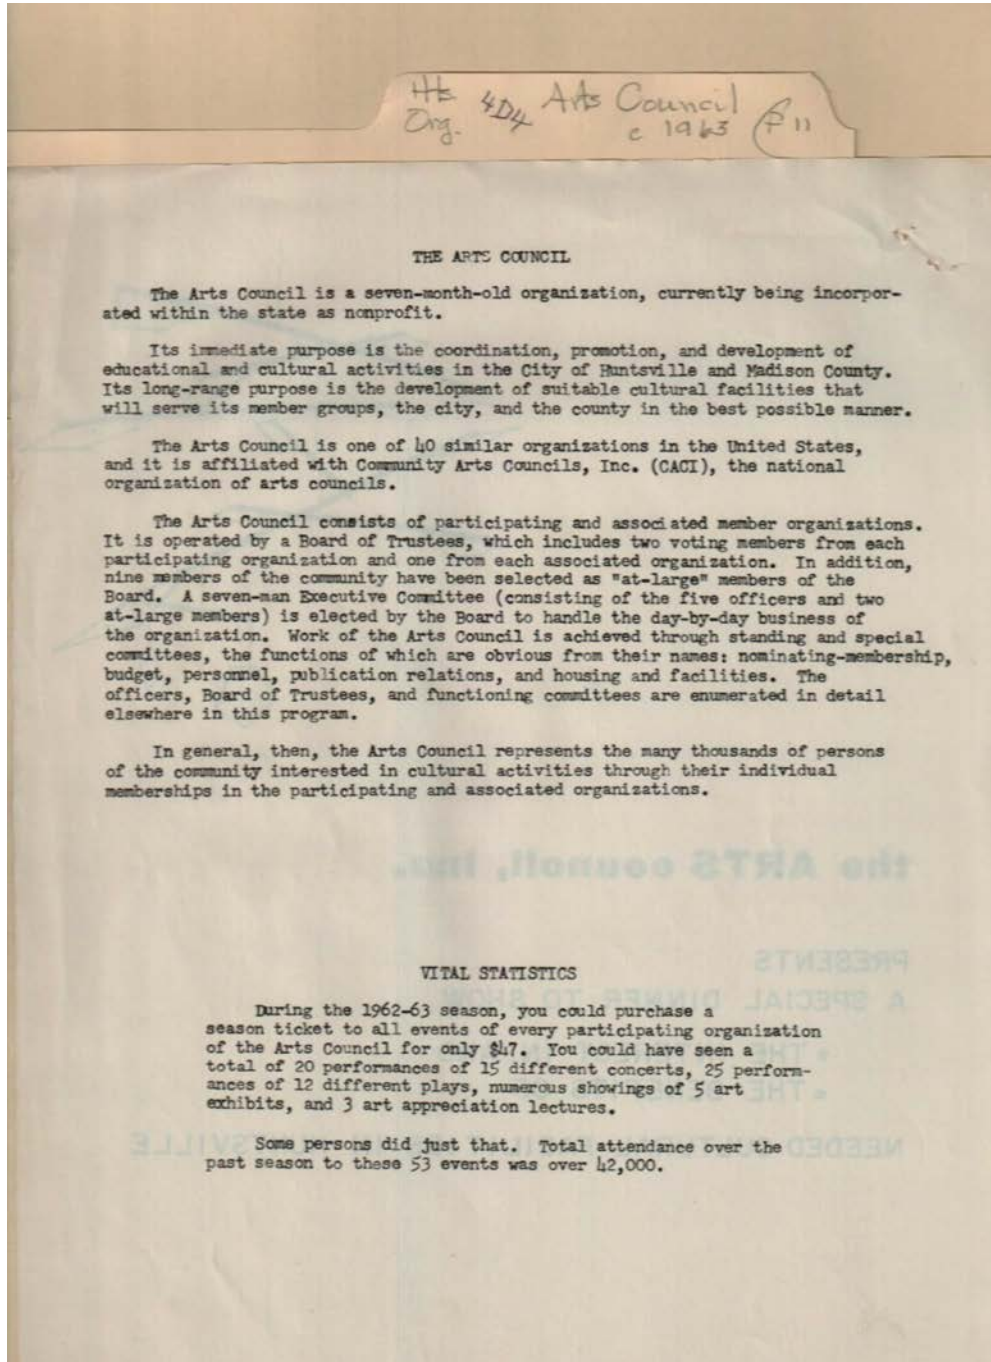 Hts Arts Council
Org. 4D4 c 1963 F 11
THE ARTS COUNCIL
The Arts Council is a seven-month-old organization, currently being incorpor-
ated within the state as nonprofit.
Its immediate purpose is the coordination, promotion, and development of
educational and cultural activities in the City of Huntsville and Madison County.
Its long-range purpose is the development of suitable cultural facilities that
will serve its member groups, the city, and the county in the best possible manner.
The Arts Council is one of 40 similar organizations in the United States,
and it is affiliated with Community Arts Councils, Inc. (CACI), the national
organization of arts councils.
The Arts Council consists of participating and associated member organizations.
It is operated by a Board of Trustees, which includes two voting members from each
participating organization and one from each associated organization. In addition,
nine members of the community have been selected as "at-large" members of the
Board. A seven-man Executive Committee (consisting of the five officers and two
at-large members) is elected by the Board to handle the day-by-day business of
the organization. Work of the Arts Council is achieved through standing and special
committees, the functions of which are obvious from their names: nominating-membership,
budget, personnel, publication relations, and housing and facilities. The
officers, Board of Trustees, and functioning committees are enumerated in detail
elsewhere in this program.
In general, then, the Arts Council represents the many thousands of persons
of the community interested in cultural activities through their individual
memberships in the participating and associated organizations.
the ARTS council, inc.
PRESENTS
VITAL STATISTICS
A SPECIAL DINNER TO SHOW
During the 1962-63 season, you could purchase a
season ticket to all events of every participating organization
of the Arts Council for only $47. You could have seen a
total of 20 performances of 15 different concerts, 25 perform-
ances of 12 different plays, numerous showings of 5 art
exhibits, and 3 art appreciation lectures.
Some persons did just that. Total attendance over the
past season to these 53 events was over 42,000.